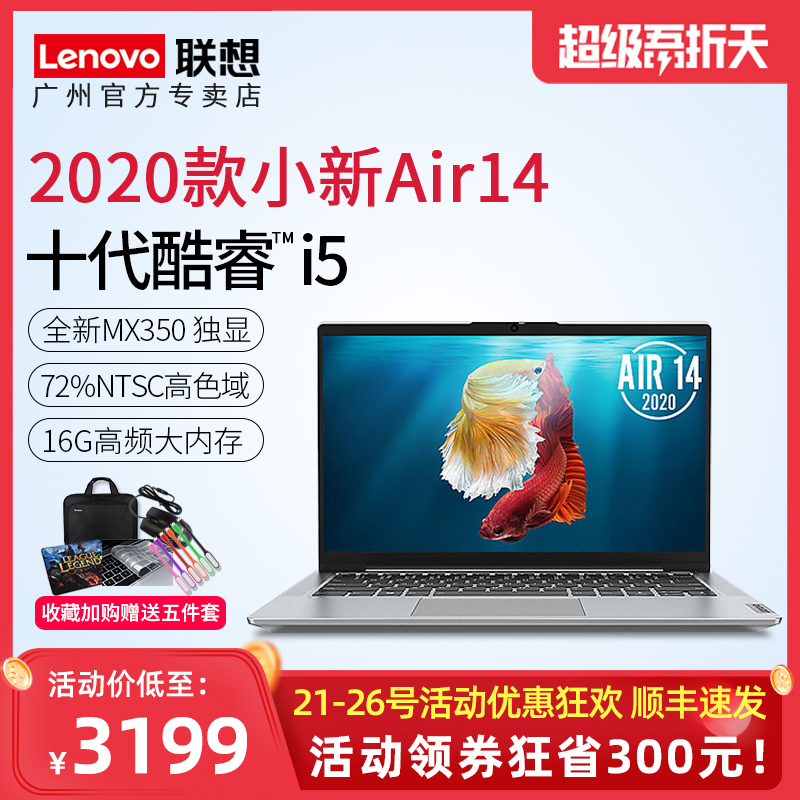 Lenovo 联想
广州官方专卖店
超级吾折天
2020款小新Air14
十代酷睿™ i5
全新MX350 独显
72%NTSC高色域
16G高频大内存
AIR 14
2020
LEAGUE
LEGENDS
收藏加购赠送五件套
活动价低至：
¥3199
21-26号活动优惠狂欢 顺丰速发
活动领券狂省300元！